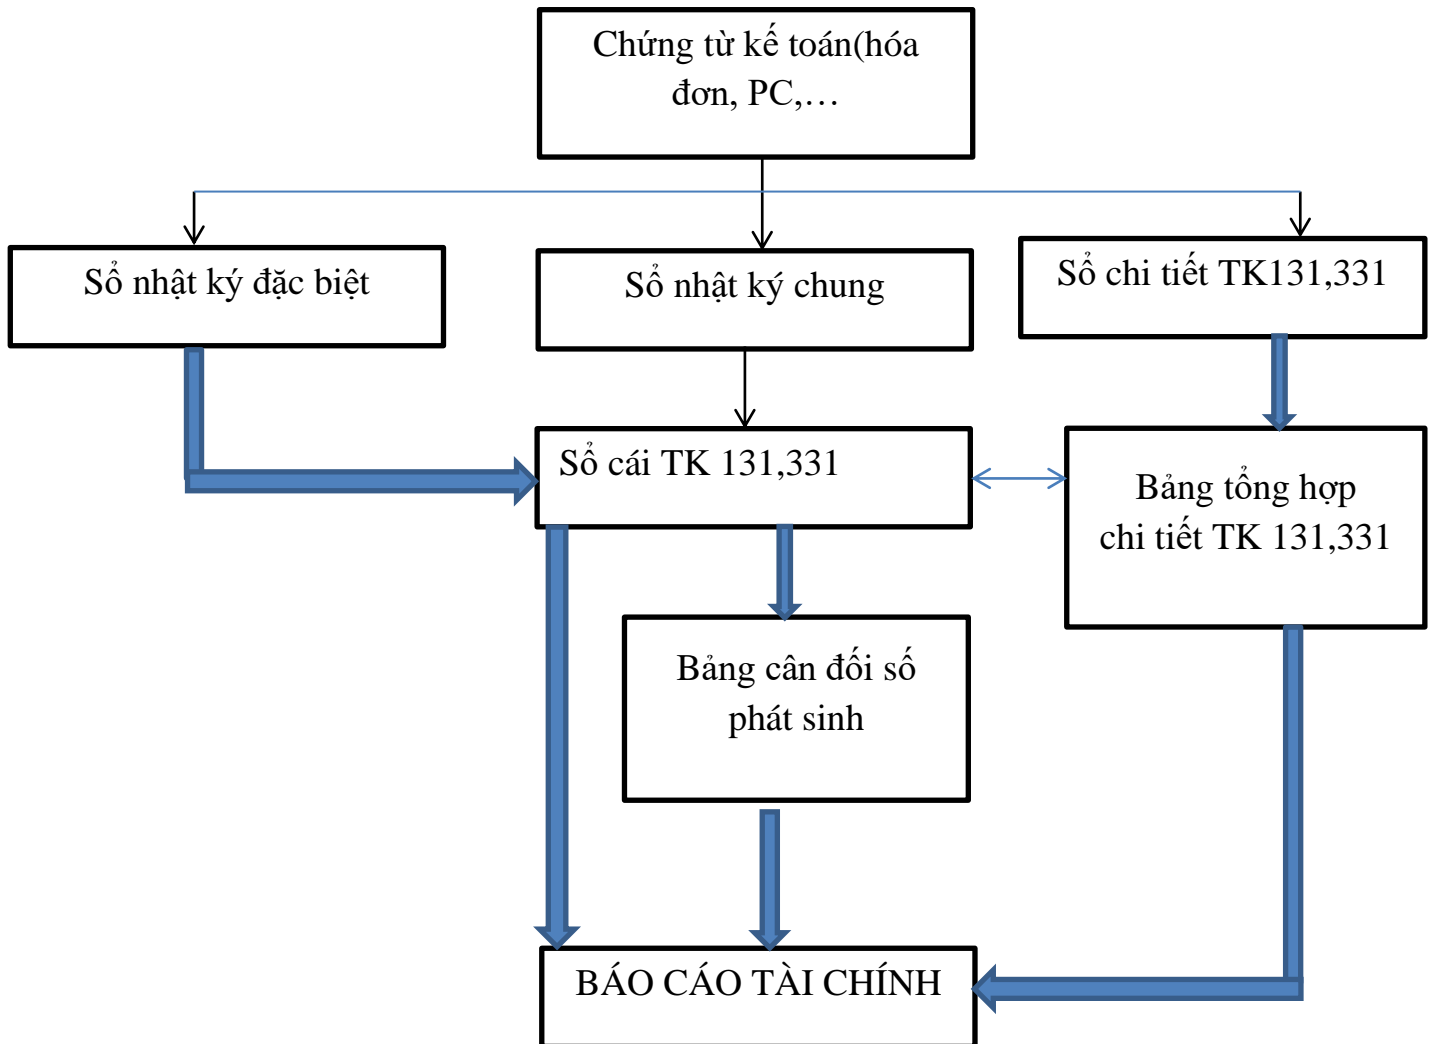 Chứng từ kế toán(hóa
đơn, PC,…
Sổ nhật ký đặc biệt
Sổ nhật ký chung
Sổ chi tiết TK131,331
Sổ cái TK 131,331
Bảng tổng hợp
chi tiết TK 131,331
Bảng cân đối số
phát sinh
BÁO CÁO TÀI CHÍNH